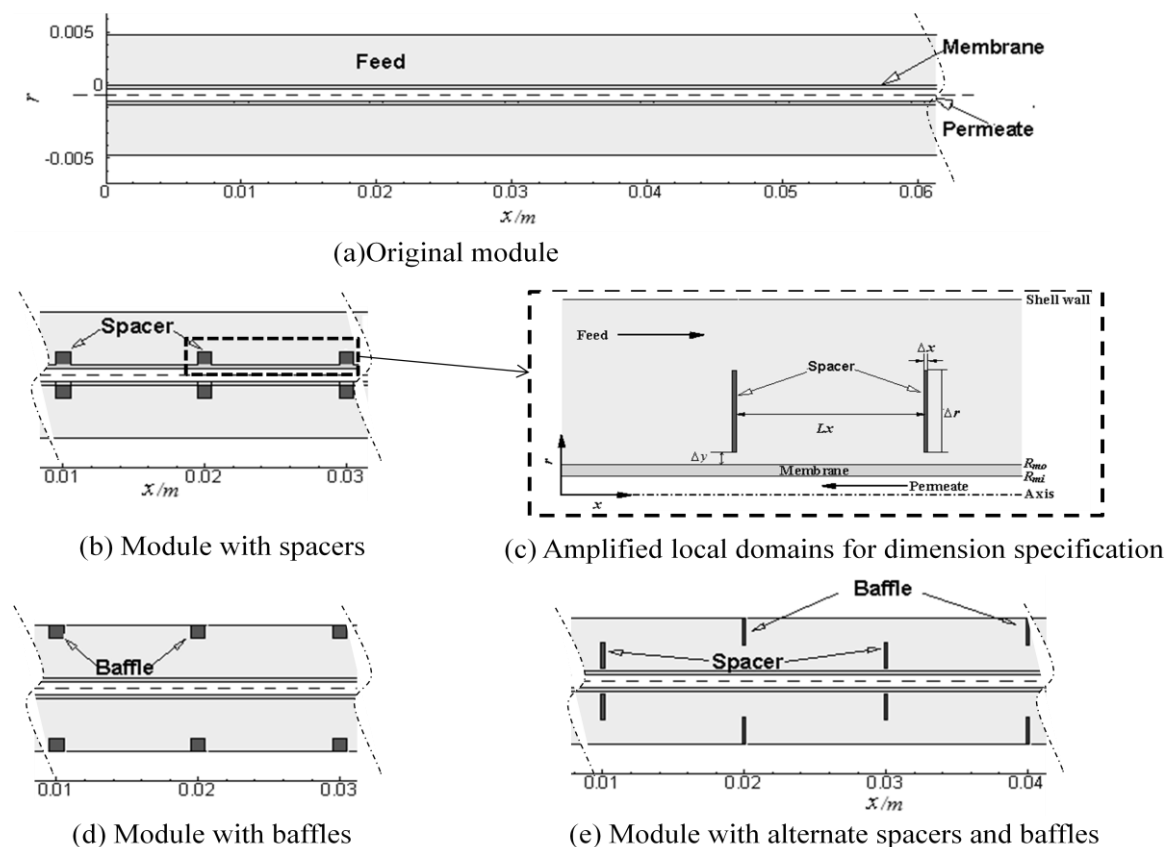 0.005
Feed
Membrane
0
r
Permeate
-0.005
0 0.01 0.02 0.03 0.04 0.05 0.06
x/m
(a)Original module
Spacer
0.01 0.02 0.03
x/m
(b) Module with spacers
Shell wall
Feed
Δx
Spacer
Δr
Lx
Δy
r
Membrane
Rmo
Rmi
Permeate
Axis
x
(c) Amplified local domains for dimension specification
Baffle
0.01 0.02 0.03
x/m
(d) Module with baffles
Baffle
Spacer
0.01 0.02 0.03 0.04
x/m
(e) Module with alternate spacers and baffles